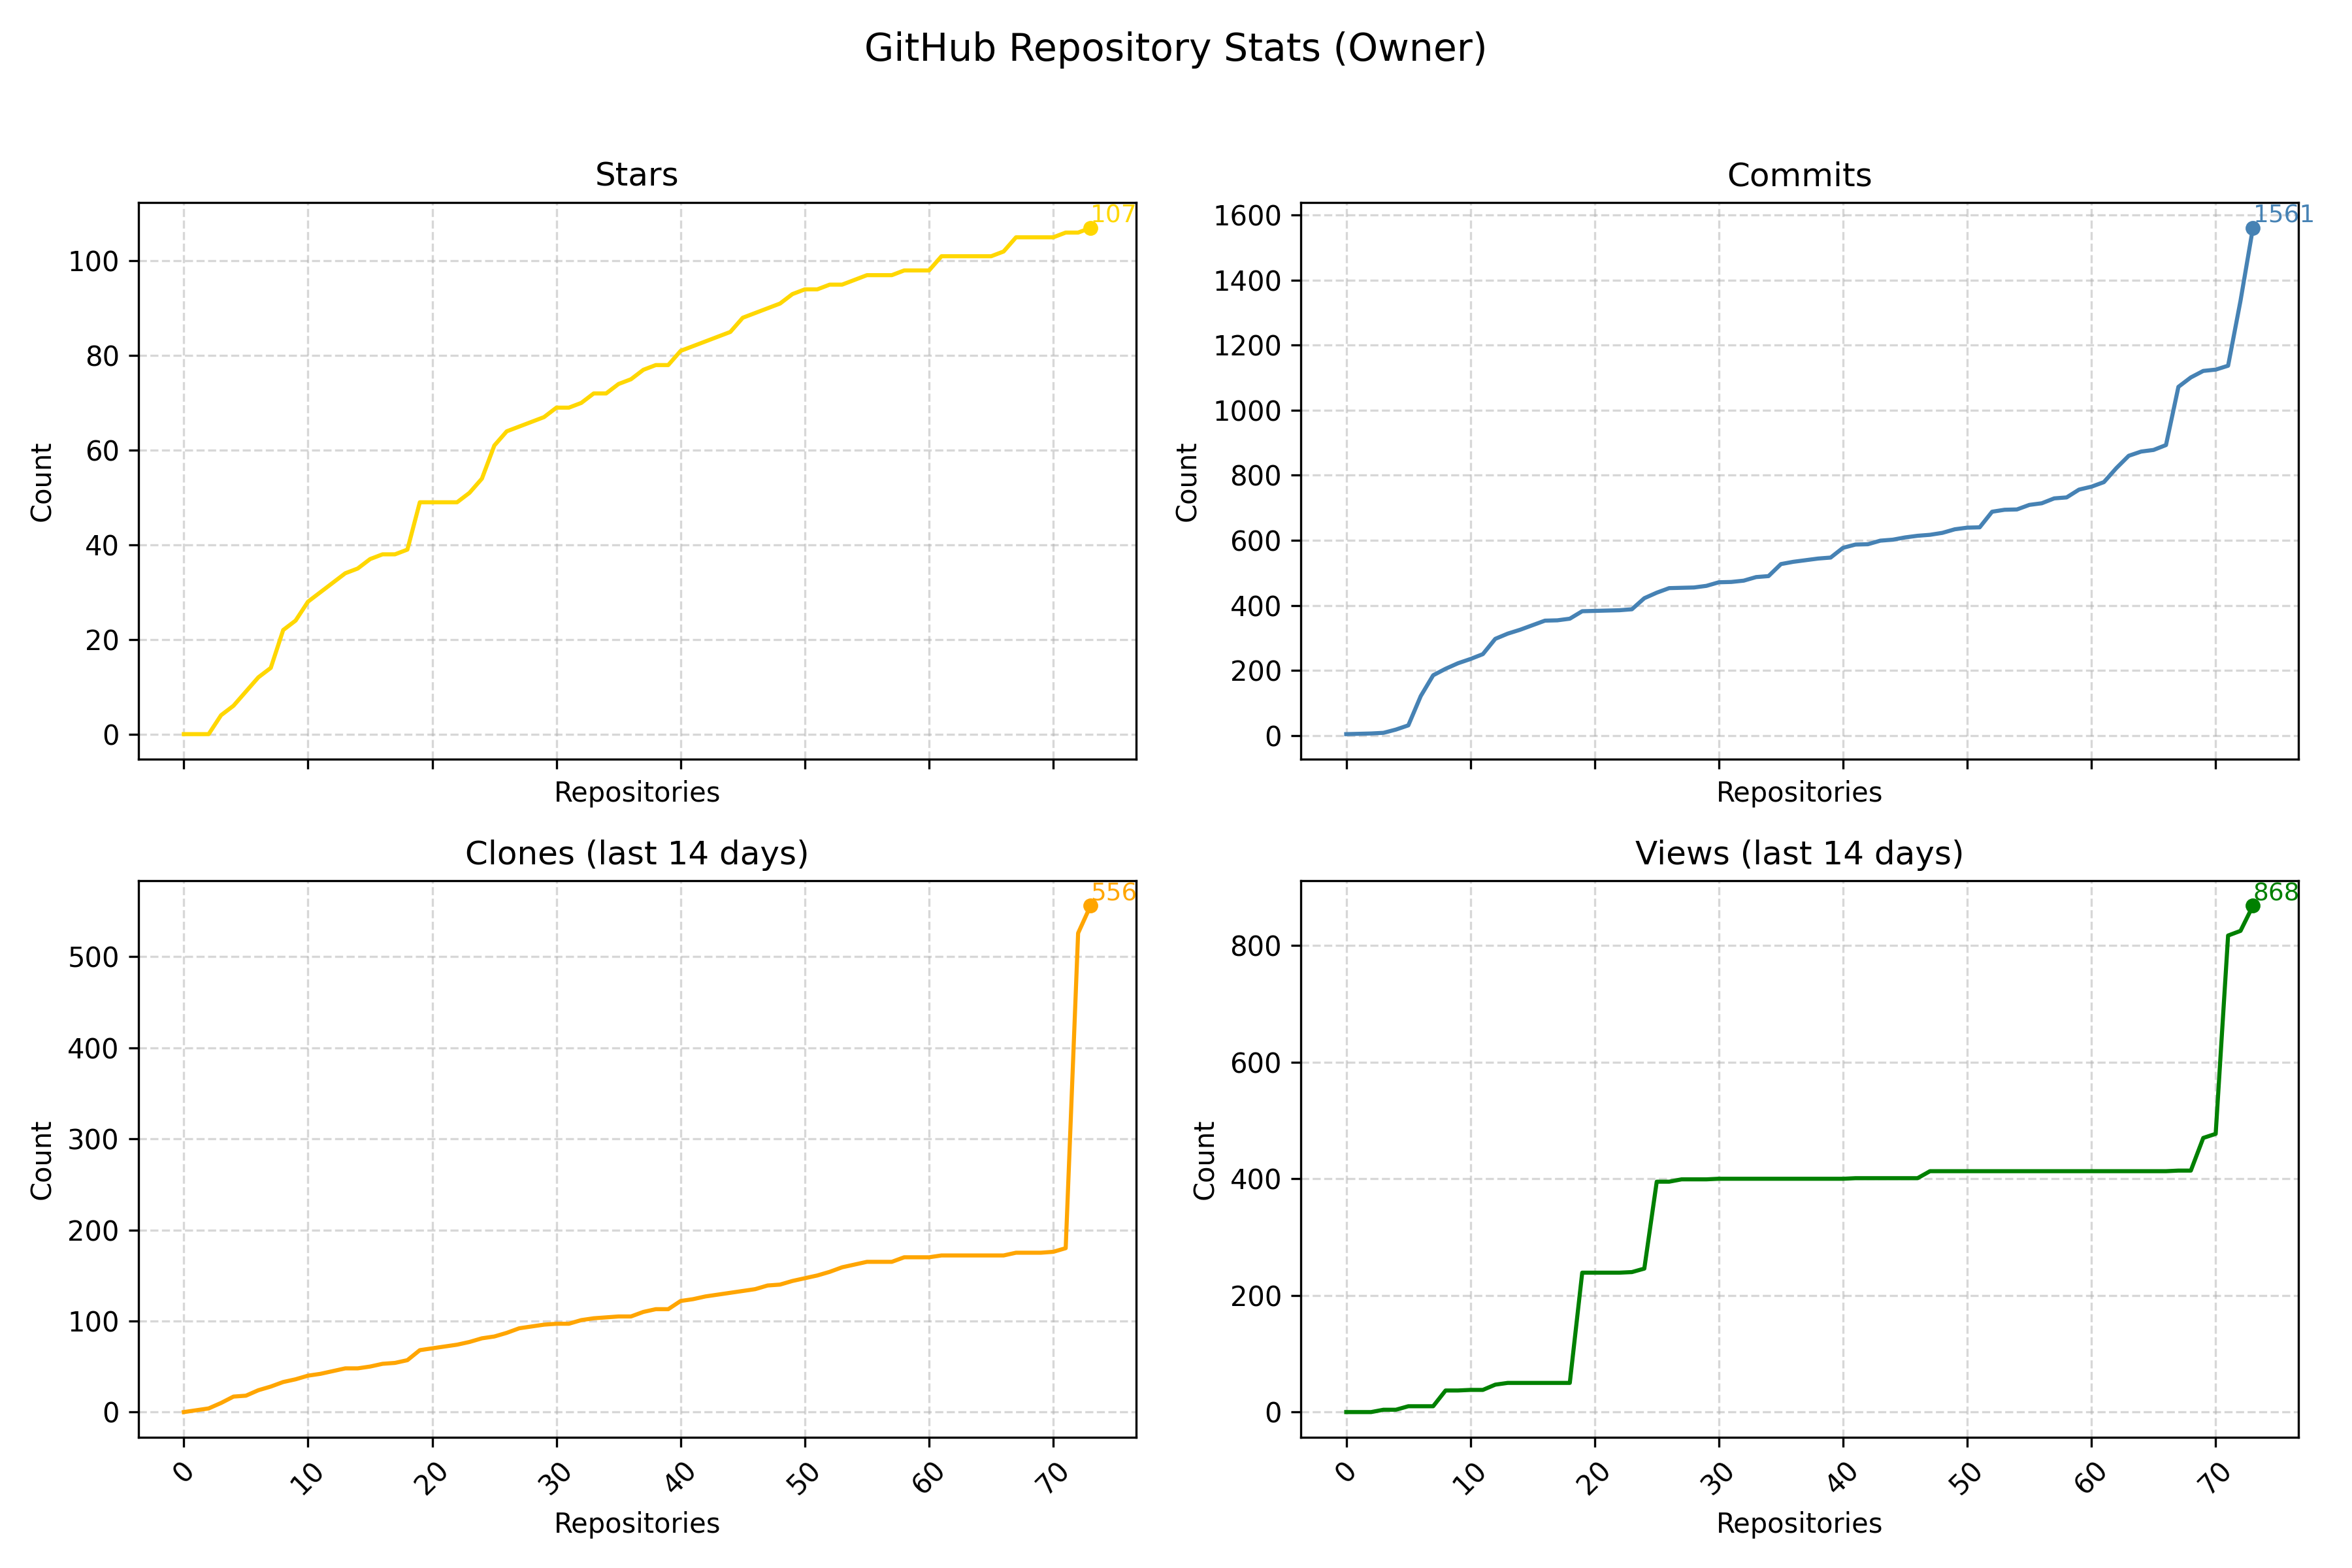 GitHub Repository Stats (Owner)
Stars
107
100
80
60
40
20
0
Count
Repositories
Commits
1561
1600
1400
1200
1000
800
600
400
200
0
Count
Repositories
Clones (last 14 days)
556
500
400
300
200
100
0
Count
0 10 20 30 40 50 60 70
Repositories
Views (last 14 days)
868
800
600
400
200
0
Count
0 10 20 30 40 50 60 70
Repositories